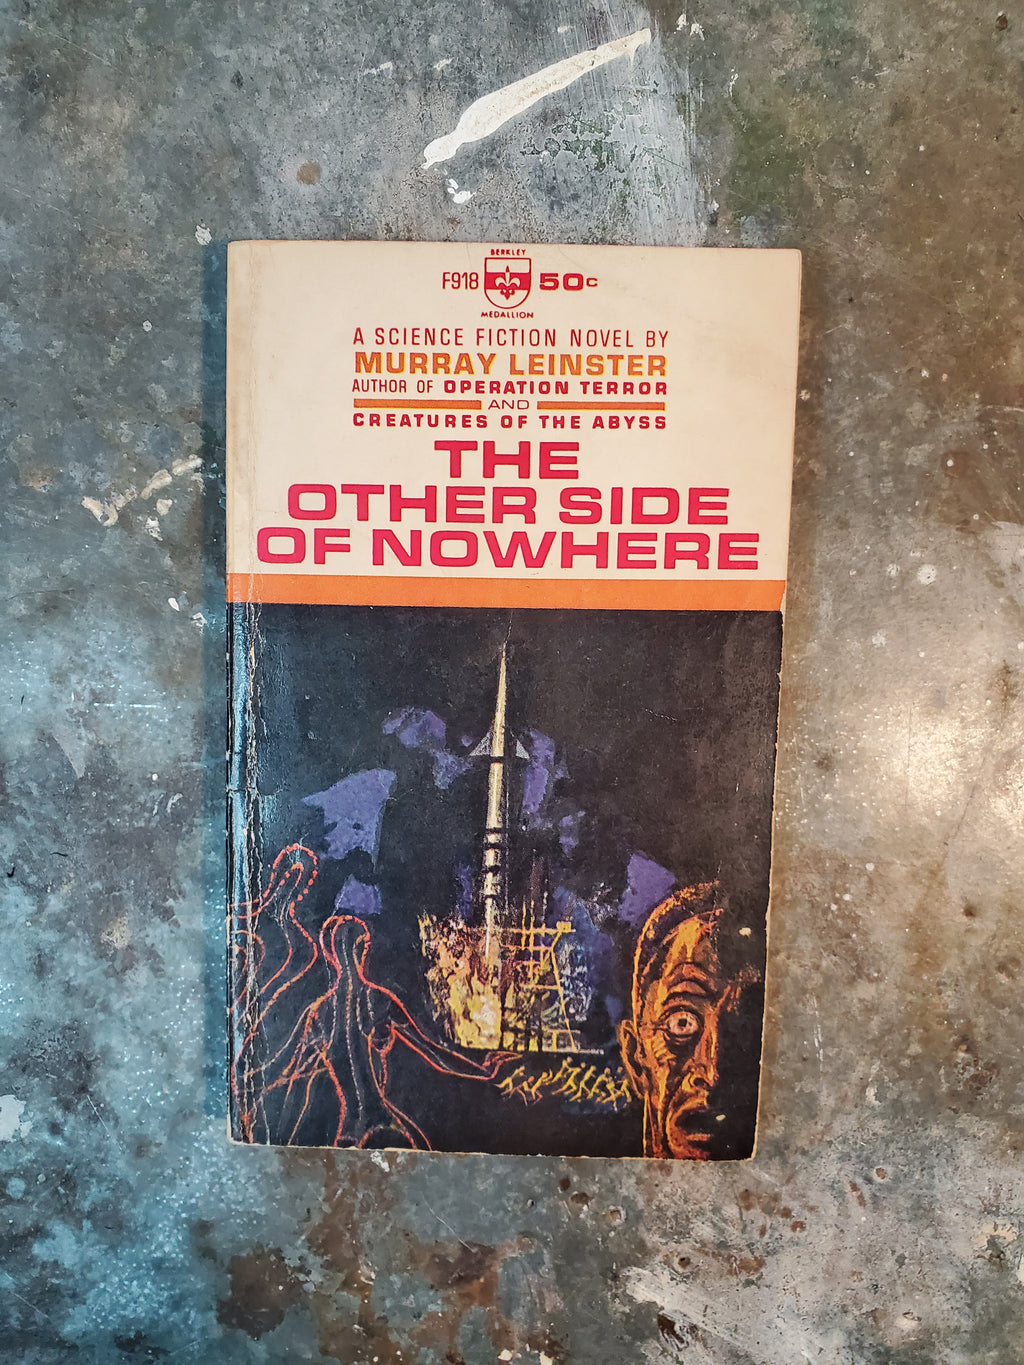 BERKLEY
F918 50c
MEDALLION
A SCIENCE FICTION NOVEL BY
MURRAY LEINSTER
AUTHOR OF OPERATION TERROR
AND
CREATURES OF THE ABYSS
THE
OTHER SIDE
OF NOWHERE